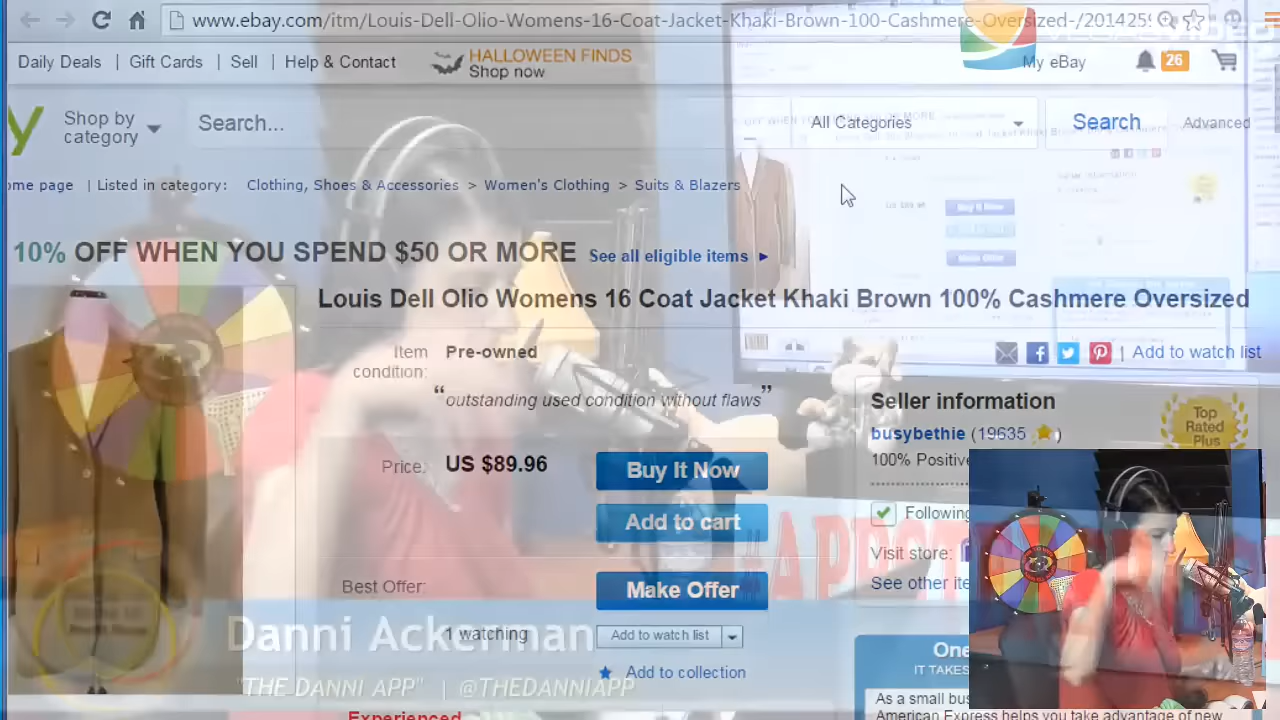 www.ebay.com/itm/Louis-Dell-Olio-Womens-16-Coat-Jacket-Khaki-Brown-100-Cashmere-Oversized-/201425
Daily Deals | Gift Cards | Sell Help & Contact
HALLOWEEN FINDS
Shop now
My eBay
26
y
Shop by
category
Search...
All Categories
Search
Advanced
ome page | Listed in category: Clothing, Shoes & Accessories > Women's Clothing > Suits & Blazers
10% OFF WHEN YOU SPEND $50 OR MORE See all eligible items
Louis Dell Olio Womens 16 Coat Jacket Khaki Brown 100% Cashmere Oversized
Item
condition:
Pre-owned
“outstanding used condition without flaws”
| Add to watch list
Price:
US $89.96
Buy It Now
Add to cart
Best Offer:
Make Offer
1 watching
Add to watch list
Add to collection
Experienced
Seller information
busybethie (19635 )
100% Positive
Top
Rated
Plus
Following
Visit store:
See other ite
One
IT TAKES
As a small bus
American Express helps you take advantage of new
Buy It Now
Make Offer
Danni Ackerman
"THE DANNI APP" | @THEDANNIAPP